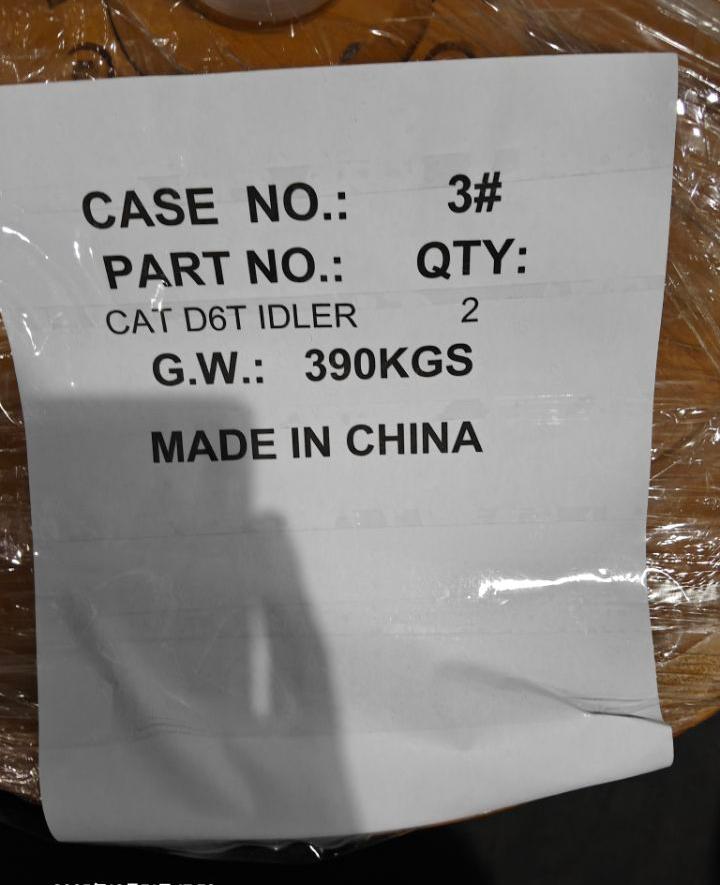 CASE NO.: 3#
PART NO.: QTY:
CAT D6T IDLER 2
G.W.: 390KGS
MADE IN CHINA